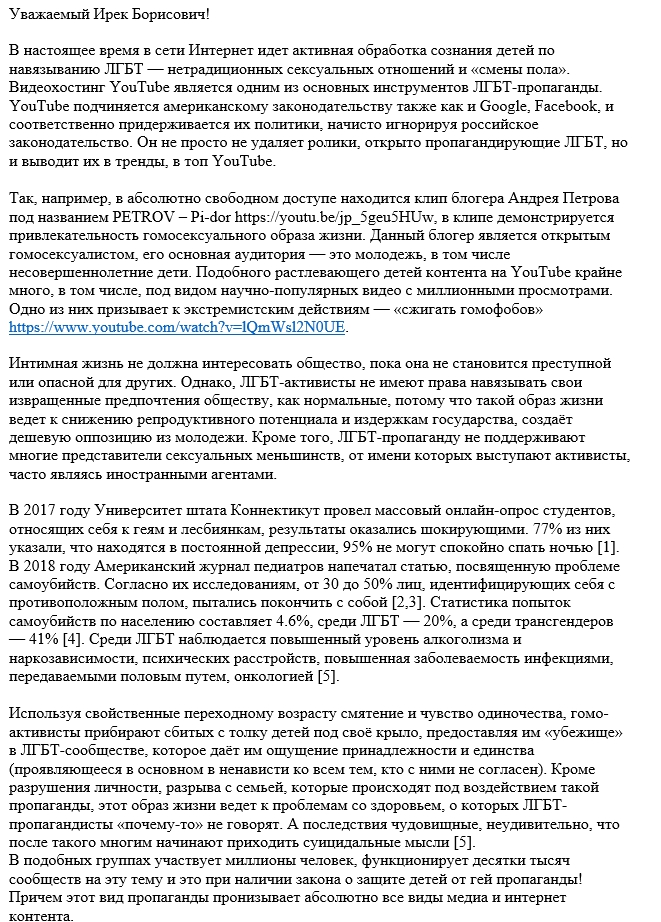 Уважаемый Ирек Борисович!
В настоящее время в сети Интернет идет активная обработка сознания детей по
навязыванию ЛГБТ — нетрадиционных сексуальных отношений и «смены пола».
Видеохостинг YouTube является одним из основных инструментов ЛГБТ-пропаганды.
YouTube подчиняется американскому законодательству также как и Google, Facebook, и
соответственно придерживается их политики, начисто игнорируя российское
законодательство. Он не просто не удаляет ролики, открыто пропагандирующие ЛГБТ, но
и выводит их в тренды, в топ YouTube.
Так, например, в абсолютно свободном доступе находится клип блогера Андрея Петрова
под названием PETROV – Pi-dor https://youtu.be/jp_5geu5HUw, в клипе демонстрируется
привлекательность гомосексуального образа жизни. Данный блогер является открытым
гомосексуалистом, его основная аудитория — это молодежь, в том числе
несовершеннолетние дети. Подобного растлевающего детей контента на YouTube крайне
много, в том числе, под видом научно-популярных видео с миллионными просмотрами.
Одно из них призывает к экстремистским действиям — «сжигать гомофобов»
https://www.youtube.com/watch?v=lQmWsl2N0UE.
Интимная жизнь не должна интересовать общество, пока она не становится преступной
или опасной для других. Однако, ЛГБТ-активисты не имеют права навязывать свои
извращенные предпочтения обществу, как нормальные, потому что такой образ жизни
ведет к снижению репродуктивного потенциала и издержкам государства, создаёт
дешевую оппозицию из молодежи. Кроме того, ЛГБТ-пропаганду не поддерживают
многие представители сексуальных меньшинств, от имени которых выступают активисты,
часто являясь иностранными агентами.
В 2017 году Университет штата Коннектикут провел массовый онлайн-опрос студентов,
относящих себя к геям и лесбиянкам, результаты оказались шокирующими. 77% из них
указали, что находятся в постоянной депрессии, 95% не могут спокойно спать ночью [1].
В 2018 году Американский журнал педиатров напечатал статью, посвященную проблеме
самоубийств. Согласно их исследованиям, от 30 до 50% лиц, идентифицирующих себя с
противоположным полом, пытались покончить с собой [2,3]. Статистика попыток
самоубийств по населению составляет 4.6%, среди ЛГБТ — 20%, а среди трансгендеров
— 41% [4]. Среди ЛГБТ наблюдается повышенный уровень алкоголизма и
наркозависимости, психических расстройств, повышенная заболеваемость инфекциями,
передаваемыми половым путем, онкологией [5].
Используя свойственные переходному возрасту смятение и чувство одиночества, гомо-
активисты прибирают сбитых с толку детей под своё крыло, предоставляя им «убежище»
в ЛГБТ-сообществе, которое даёт им ощущение принадлежности и единства
(проявляющееся в основном в ненависти ко всем тем, кто с ними не согласен). Кроме
разрушения личности, разрыва с семьей, которые происходят под воздействием такой
пропаганды, этот образ жизни ведет к проблемам со здоровьем, о которых ЛГБТ-
пропагандисты «почему-то» не говорят. А последствия чудовищные, неудивительно, что
после такого многим начинают приходить суицидальные мысли [5].
В подобных группах участвует миллионы человек, функционирует десятки тысяч
сообществ на эту тему и это при наличии закона о защите детей от гей пропаганды!
Причем этот вид пропаганды пронизывает абсолютно все виды медиа и интернет
контента.